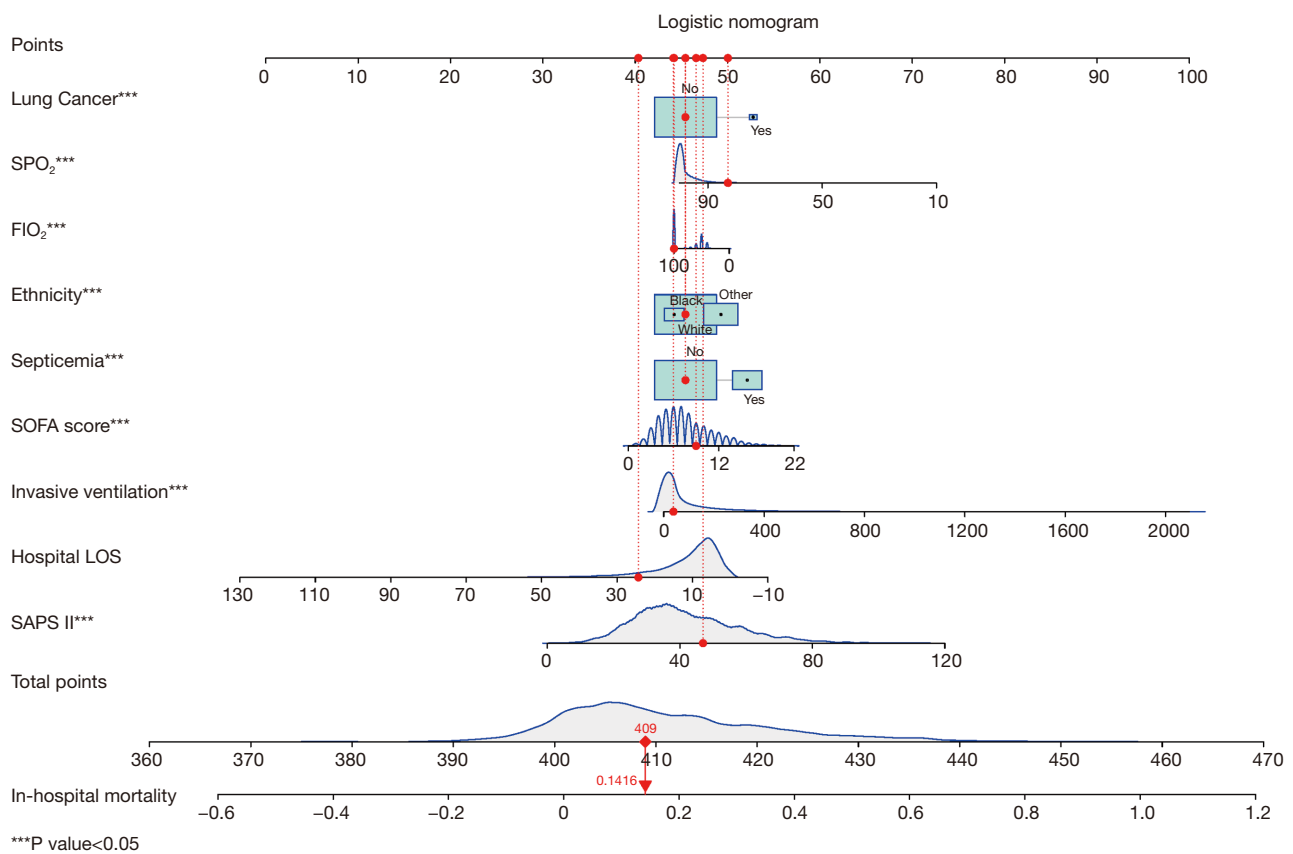 Logistic nomogram
Points
0 10 20 30 40 50 60 70 80 90 100
Lung Cancer***
No
Yes
SPO₂***
90 50 10
FIO₂***
100 0
Ethnicity***
Black
Other
White
Septicemia***
No
Yes
SOFA score***
0 12 22
Invasive ventilation***
0 400 800 1200 1600 2000
Hospital LOS
130 110 90 70 50 30 10 −10
SAPS II***
0 40 80 120
Total points
409
360 370 380 390 400 410 420 430 440 450 460 470
0.1416
In-hospital mortality
−0.6 −0.4 −0.2 0 0.2 0.4 0.6 0.8 1.0 1.2
***P value<0.05